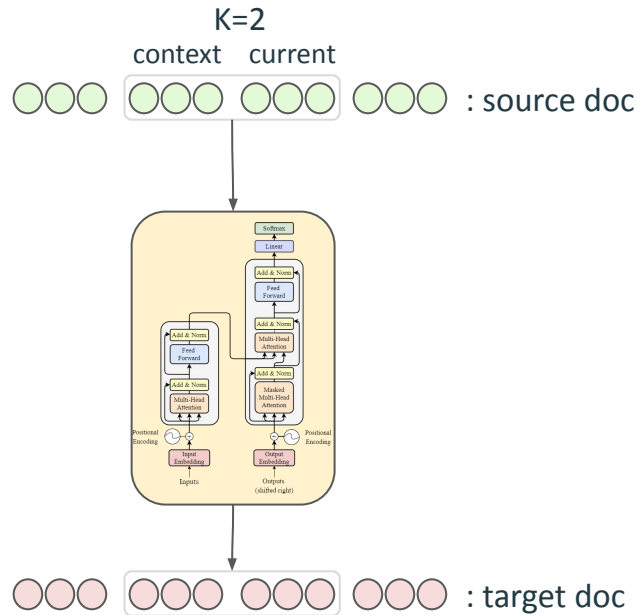 K=2
context current
: source doc
Softmax
Linear
Add & Norm
Feed
Forward
Add & Norm
Multi-Head
Attention
Add & Norm
Masked
Multi-Head
Attention
Positional
Encoding
Output
Embedding
Outputs
(shifted right)
Add & Norm
Feed
Forward
Add & Norm
Multi-Head
Attention
Positional
Encoding
Input
Embedding
Inputs
: target doc